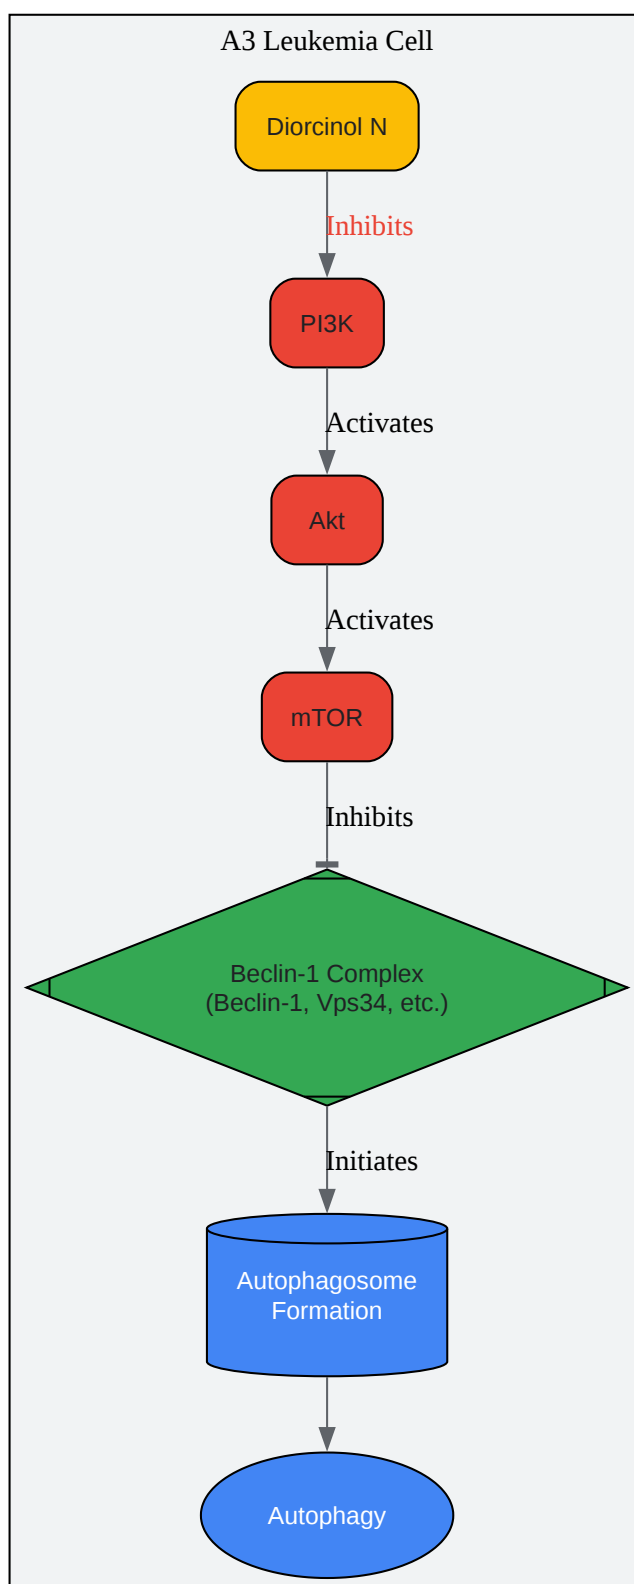 A3 Leukemia Cell
Diorcinol N
Inhibits
PI3K
Activates
Akt
Activates
mTOR
Inhibits
Beclin-1 Complex
(Beclin-1, Vps34, etc.)
Initiates
Autophagosome
Formation
Autophagy